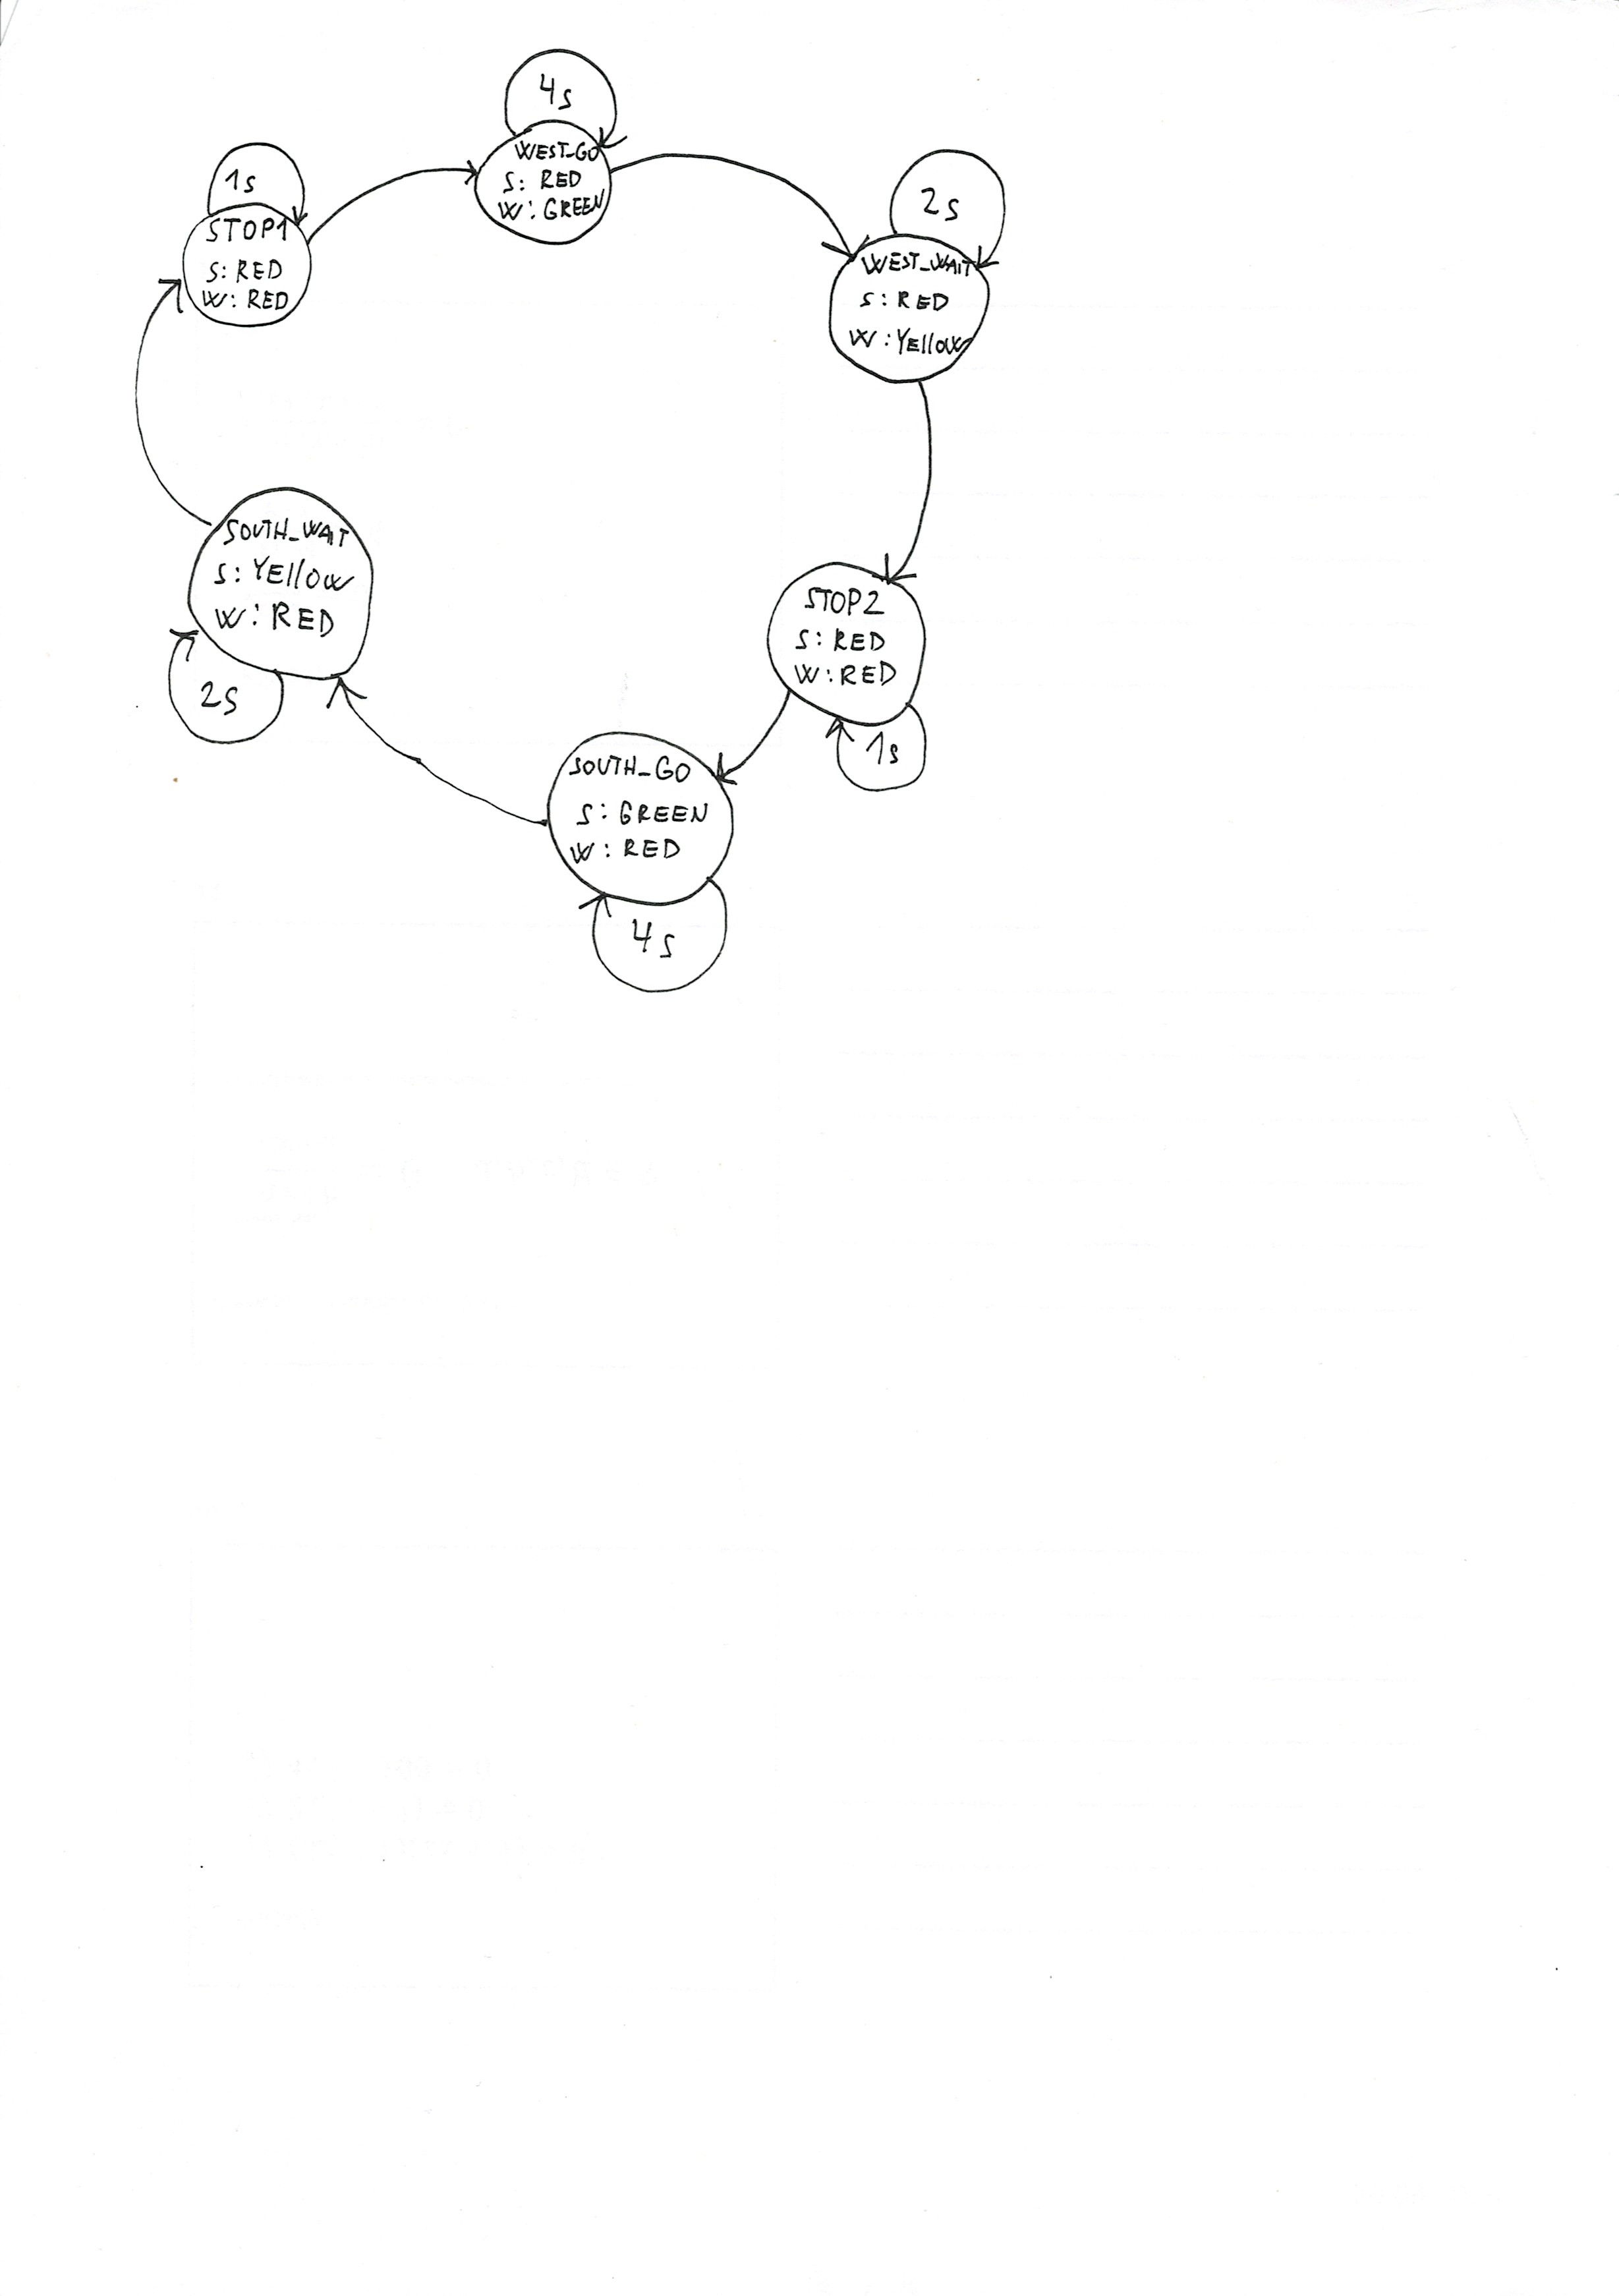 4s
WEST_GO
S: RED
W: GREEN
1s
STOP1
S: RED
W: RED
2s
WEST_WAIT
S: RED
W: YEllOW
SOUTH_WAIT
S: YEllOW
W: RED
2s
STOP2
S: RED
W: RED
1s
SOUTH_GO
S: GREEN
W: RED
4s